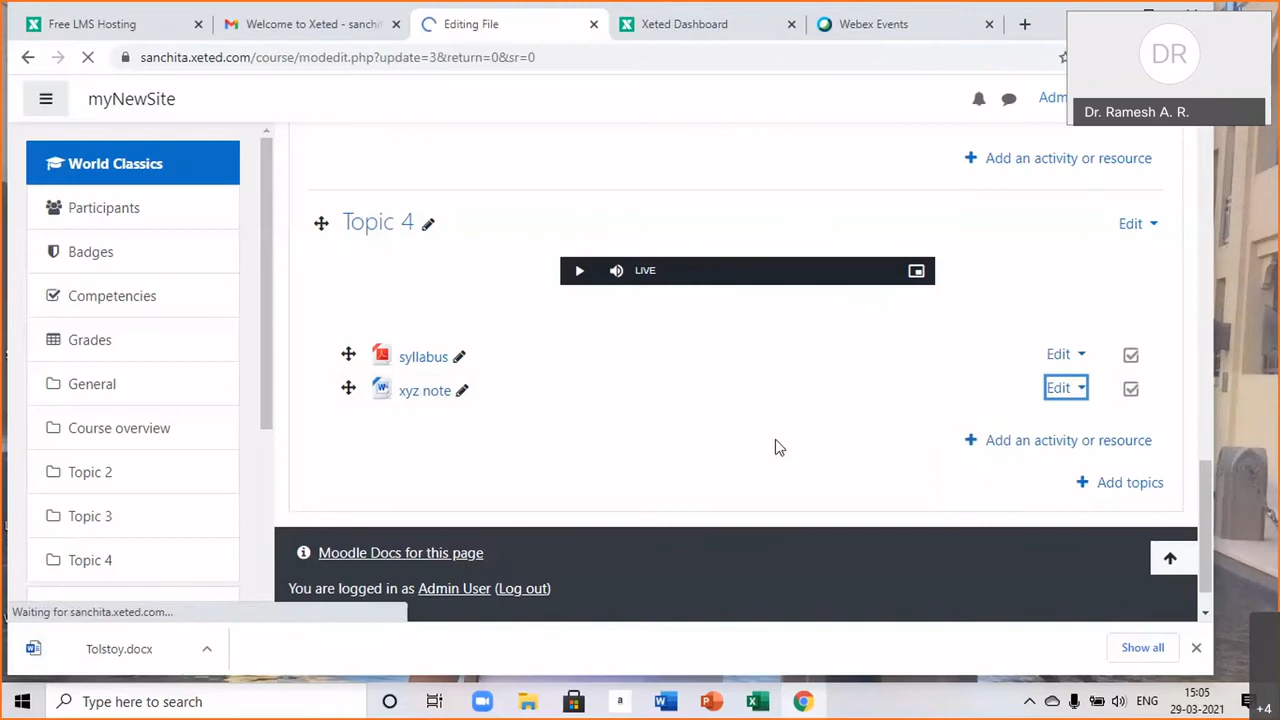 Free LMS Hosting
Welcome to Xeted - sanchit
Editing File
Xeted Dashboard
Webex Events
sanchita.xeted.com/course/modedit.php?update=3&return=0&sr=0
DR
Dr. Ramesh A. R.
myNewSite
Adm
World Classics
Participants
Badges
Competencies
Grades
General
Course overview
Topic 2
Topic 3
Topic 4
Add an activity or resource
Topic 4
Edit
LIVE
syllabus
Edit
xyz note
Edit
Add an activity or resource
Add topics
Moodle Docs for this page
You are logged in as Admin User (Log out)
Waiting for sanchita.xeted.com...
Tolstoy.docx
Show all
Type here to search
a
ENG
15:05
29-03-2021
+4